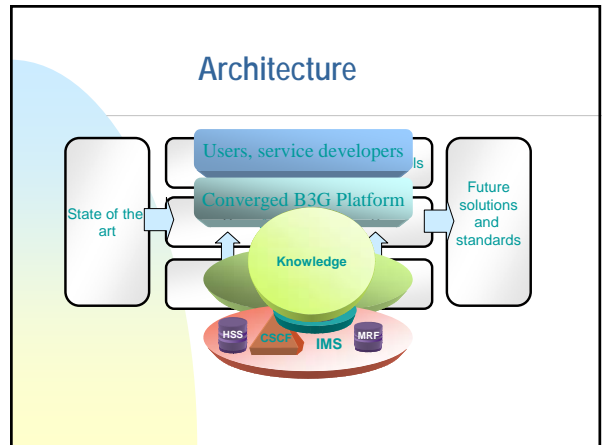 Architecture
Users, service developers
Converged B3G Platform
State of the
art
Future
solutions
and
standards
Knowledge
HSS
CSCF
IMS
MRF